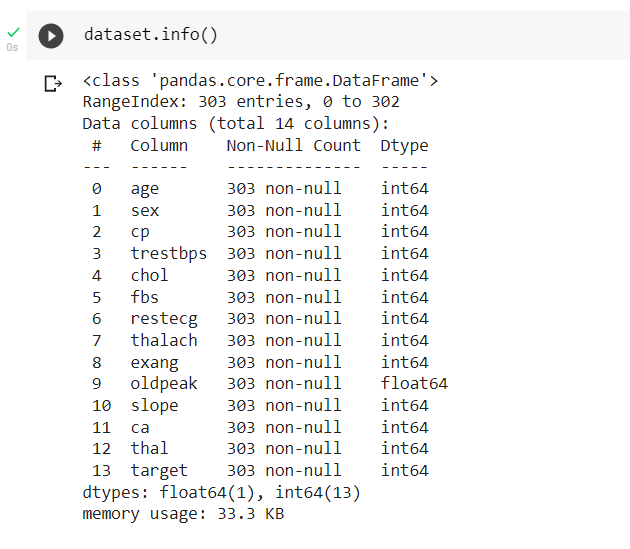 dataset.info()
0s
<class 'pandas.core.frame.DataFrame'>
RangeIndex: 303 entries, 0 to 302
Data columns (total 14 columns):
 #   Column    Non-Null Count  Dtype
---  ------    --------------  -----
 0   age       303 non-null    int64
 1   sex       303 non-null    int64
 2   cp        303 non-null    int64
 3   trestbps  303 non-null    int64
 4   chol      303 non-null    int64
 5   fbs       303 non-null    int64
 6   restecg   303 non-null    int64
 7   thalach   303 non-null    int64
 8   exang     303 non-null    int64
 9   oldpeak   303 non-null    float64
 10  slope     303 non-null    int64
 11  ca        303 non-null    int64
 12  thal      303 non-null    int64
 13  target    303 non-null    int64
dtypes: float64(1), int64(13)
memory usage: 33.3 KB